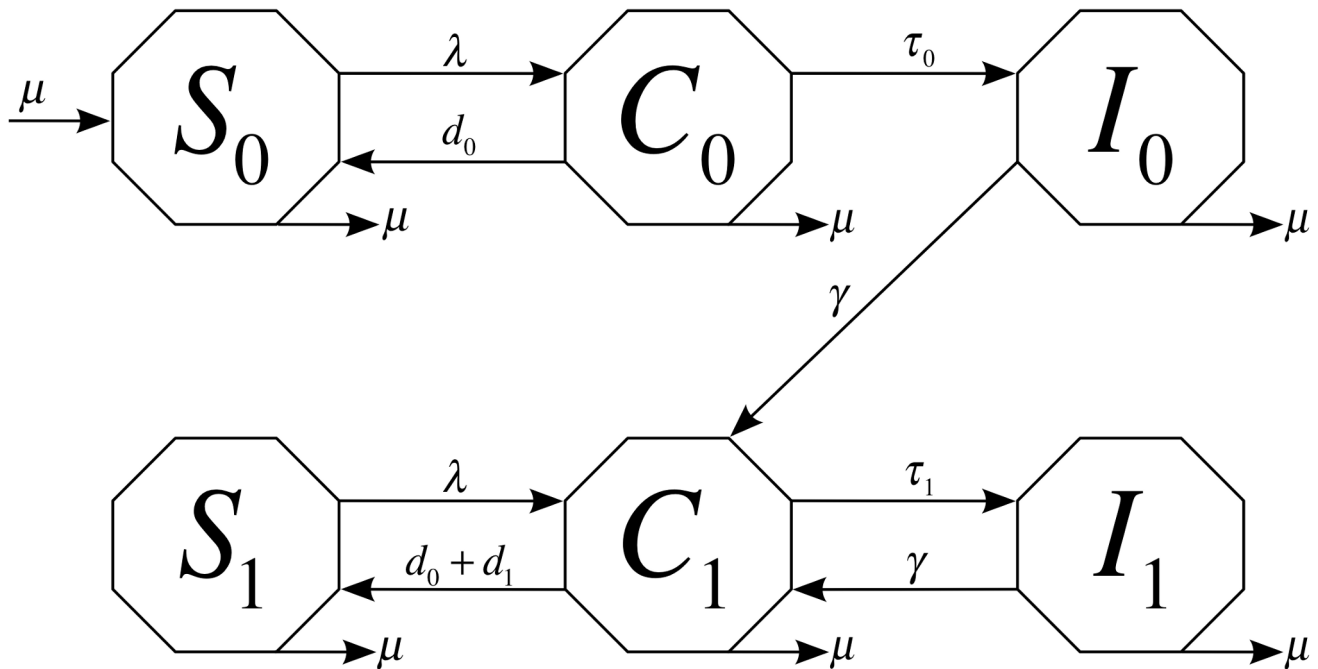 λ τ₀
μ S₀ C₀ I₀
d₀
μ μ μ
γ
λ τ₁
S₁ C₁ I₁
d₀ + d₁ γ
μ μ μ